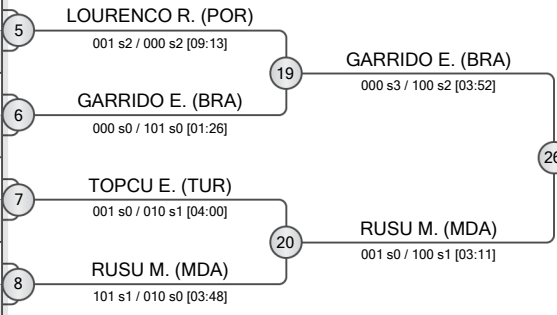 LOURENCO R. (POR)
5
001 s2 / 000 s2 [09:13]
19
GARRIDO E. (BRA)
000 s3 / 100 s2 [03:52]
GARRIDO E. (BRA)
6
000 s0 / 101 s0 [01:26]
26
TOPCU E. (TUR)
7
001 s0 / 010 s1 [04:00]
20
RUSU M. (MDA)
001 s0 / 100 s1 [03:11]
RUSU M. (MDA)
8
101 s1 / 010 s0 [03:48]